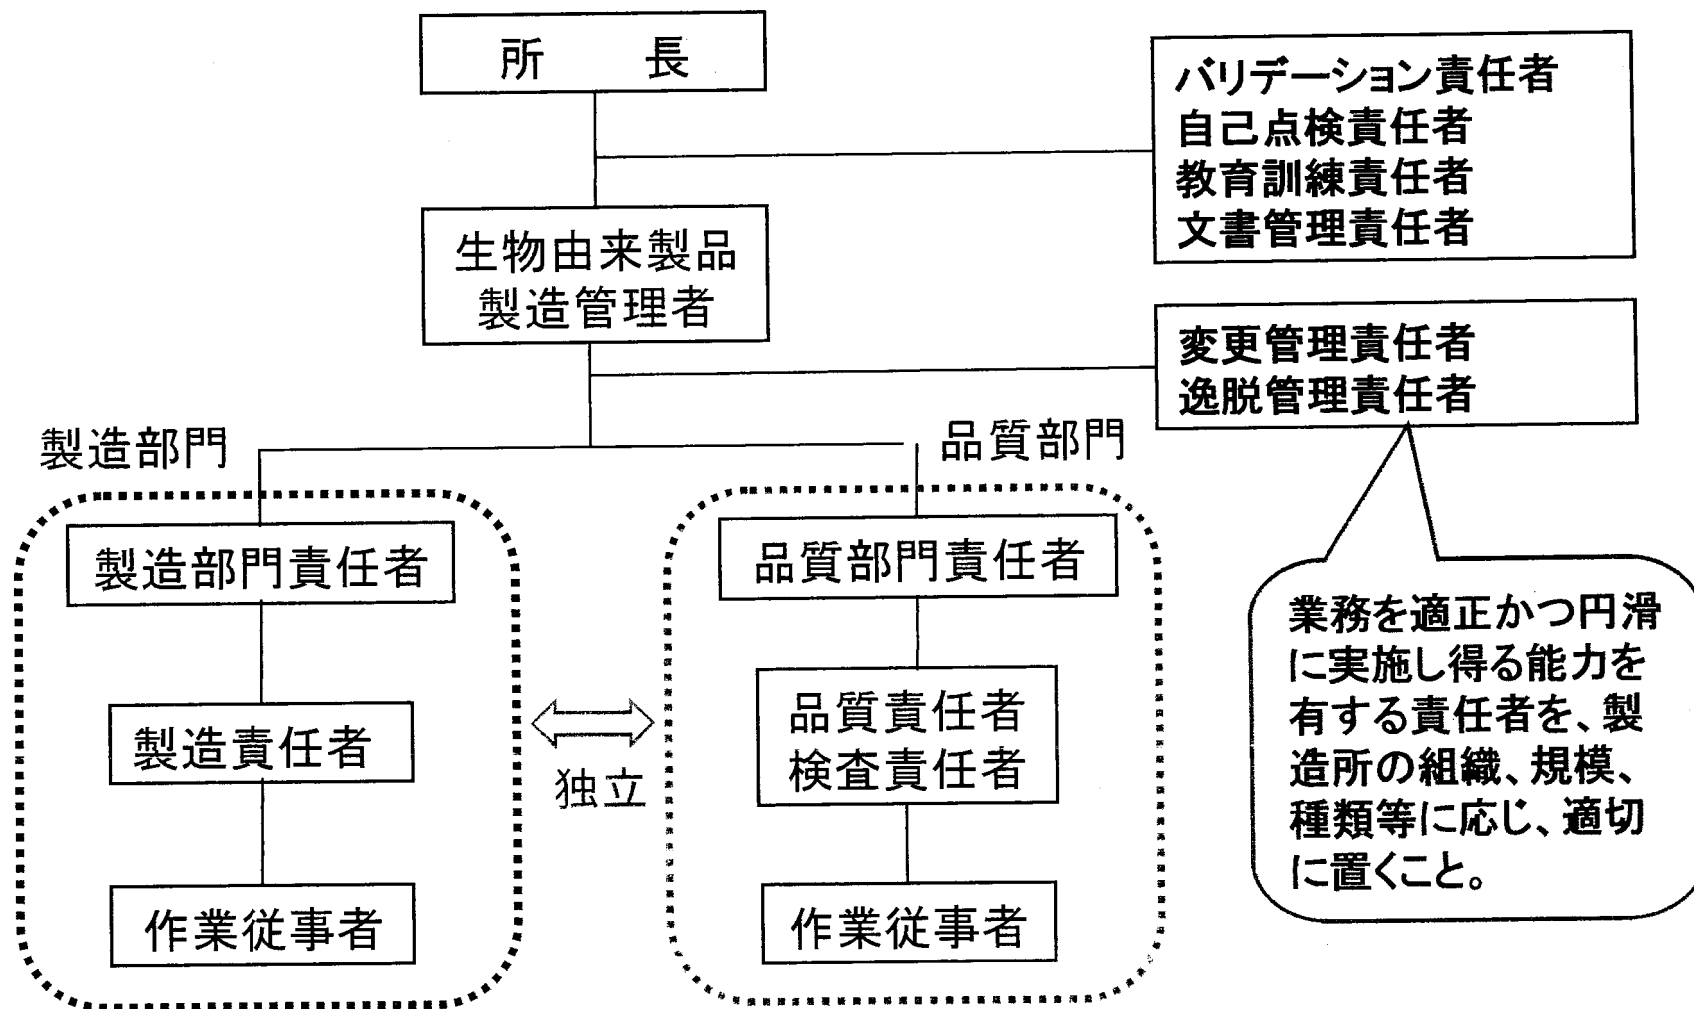 所　長
バリデーション責任者
自己点検責任者
教育訓練責任者
文書管理責任者
生物由来製品
製造管理者
変更管理責任者
逸脱管理責任者
製造部門
品質部門
製造部門責任者
品質部門責任者
製造責任者
独立
品質責任者
検査責任者
作業従事者
作業従事者
業務を適正かつ円滑
に実施し得る能力を
有する責任者を、製
造所の組織、規模、
種類等に応じ、適切
に置くこと。